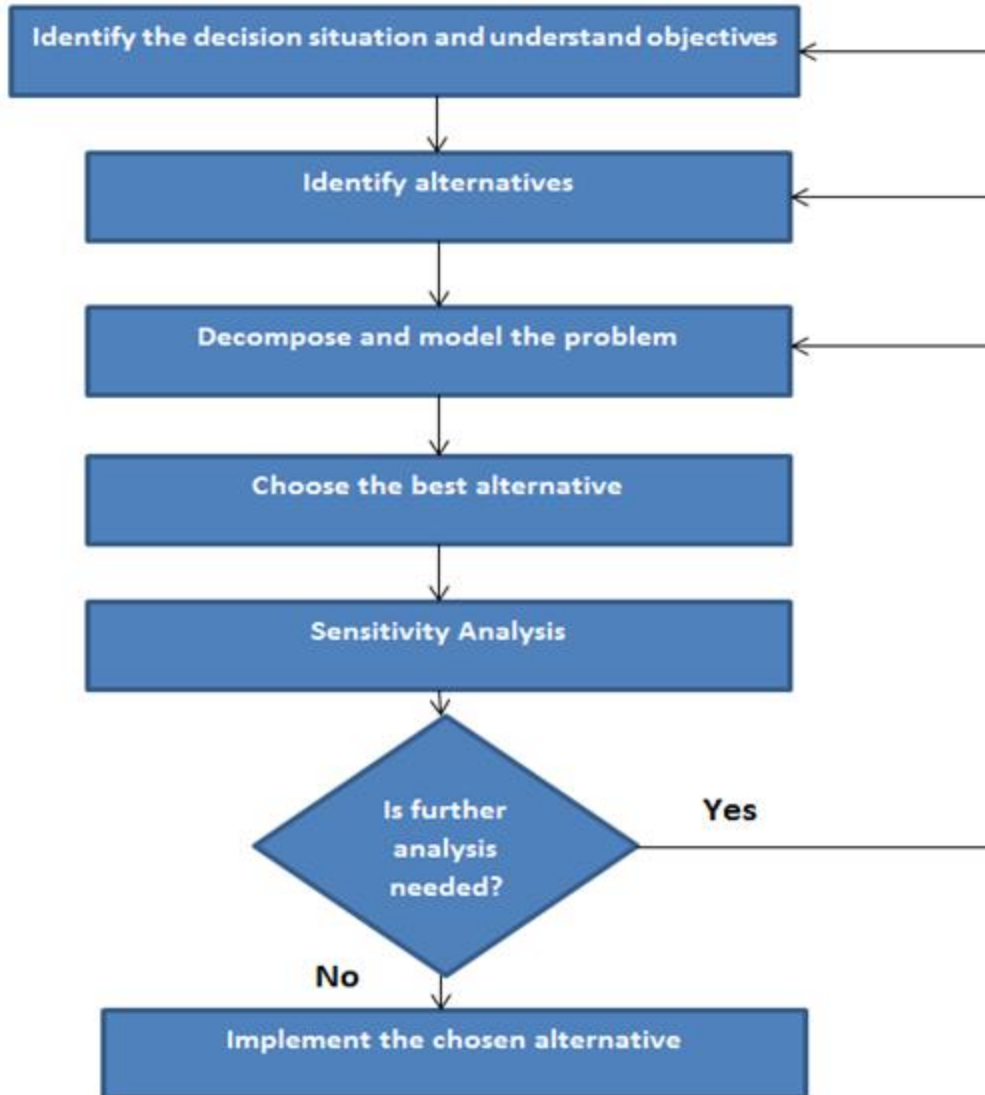 Identify the decision situation and understand objectives
Identify alternatives
Decompose and model the problem
Choose the best alternative
Sensitivity Analysis
Is further
analysis
needed?
Yes
No
Implement the chosen alternative